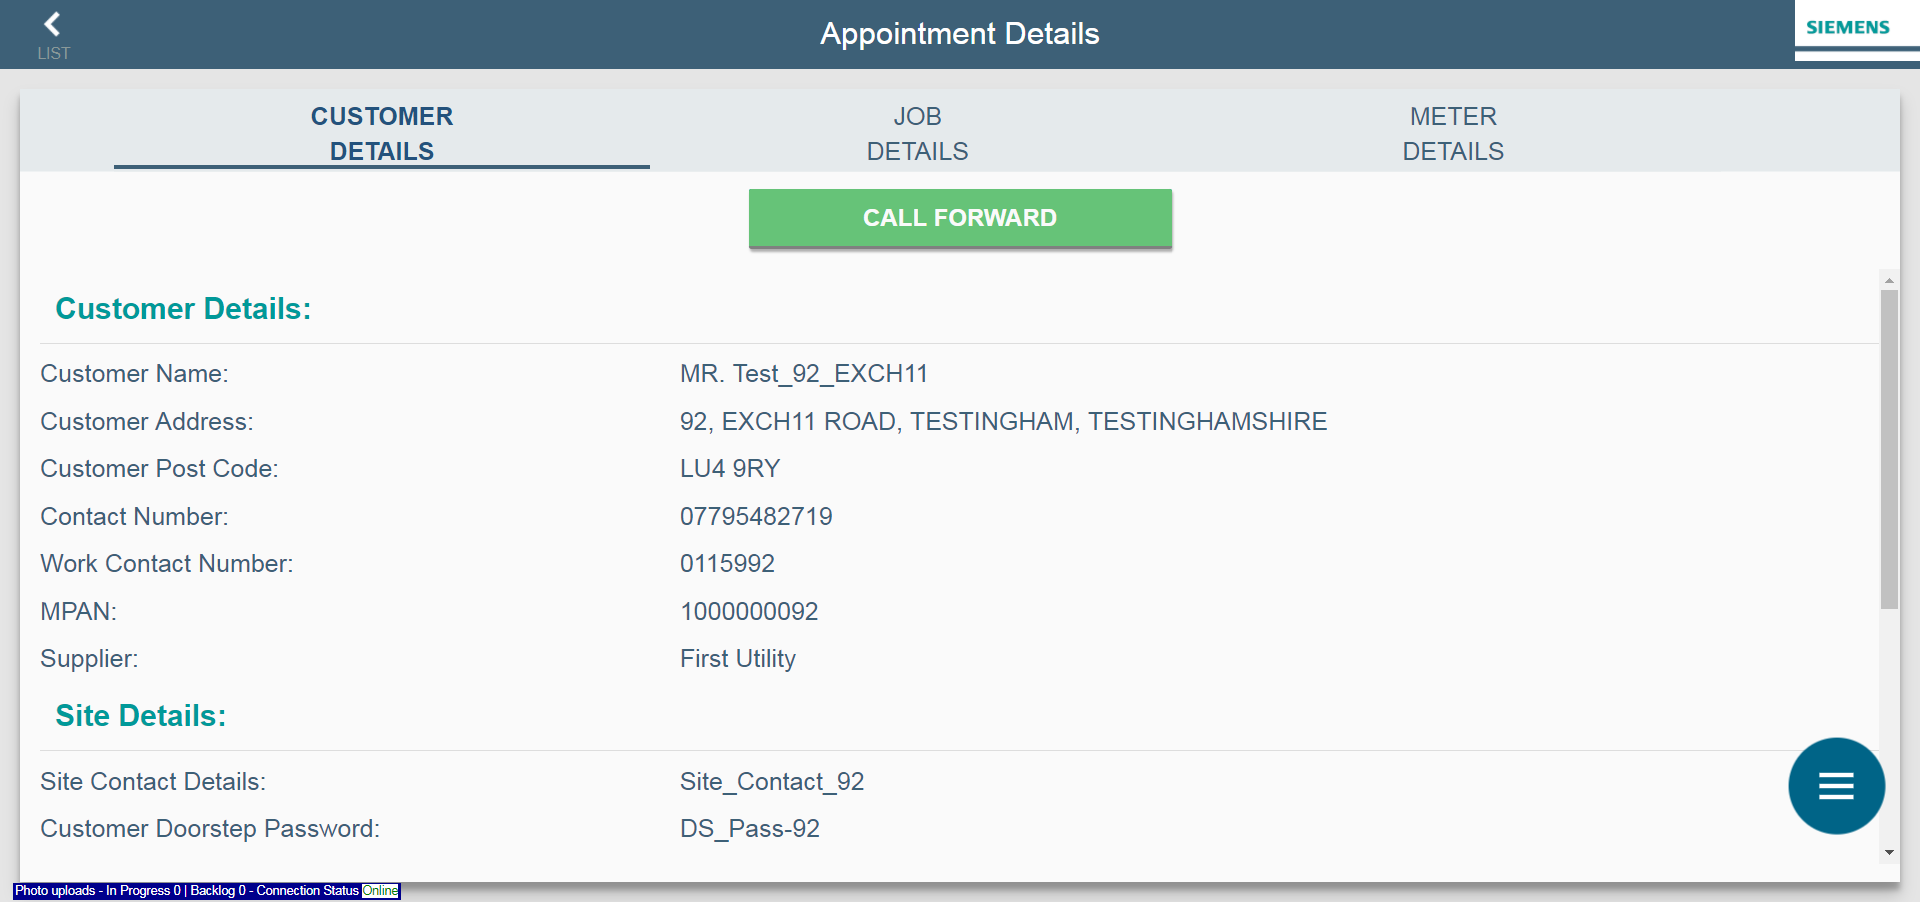 LIST
Appointment Details
SIEMENS
CUSTOMER
DETAILS
JOB
DETAILS
METER
DETAILS
CALL FORWARD
Customer Details:
Customer Name: MR. Test_92_EXCH11
Customer Address: 92, EXCH11 ROAD, TESTINGHAM, TESTINGHAMSHIRE
Customer Post Code: LU4 9RY
Contact Number: 07795482719
Work Contact Number: 0115992
MPAN: 1000000092
Supplier: First Utility
Site Details:
Site Contact Details: Site_Contact_92
Customer Doorstep Password: DS_Pass-92
Photo uploads - In Progress 0 | Backlog 0 - Connection Status Online